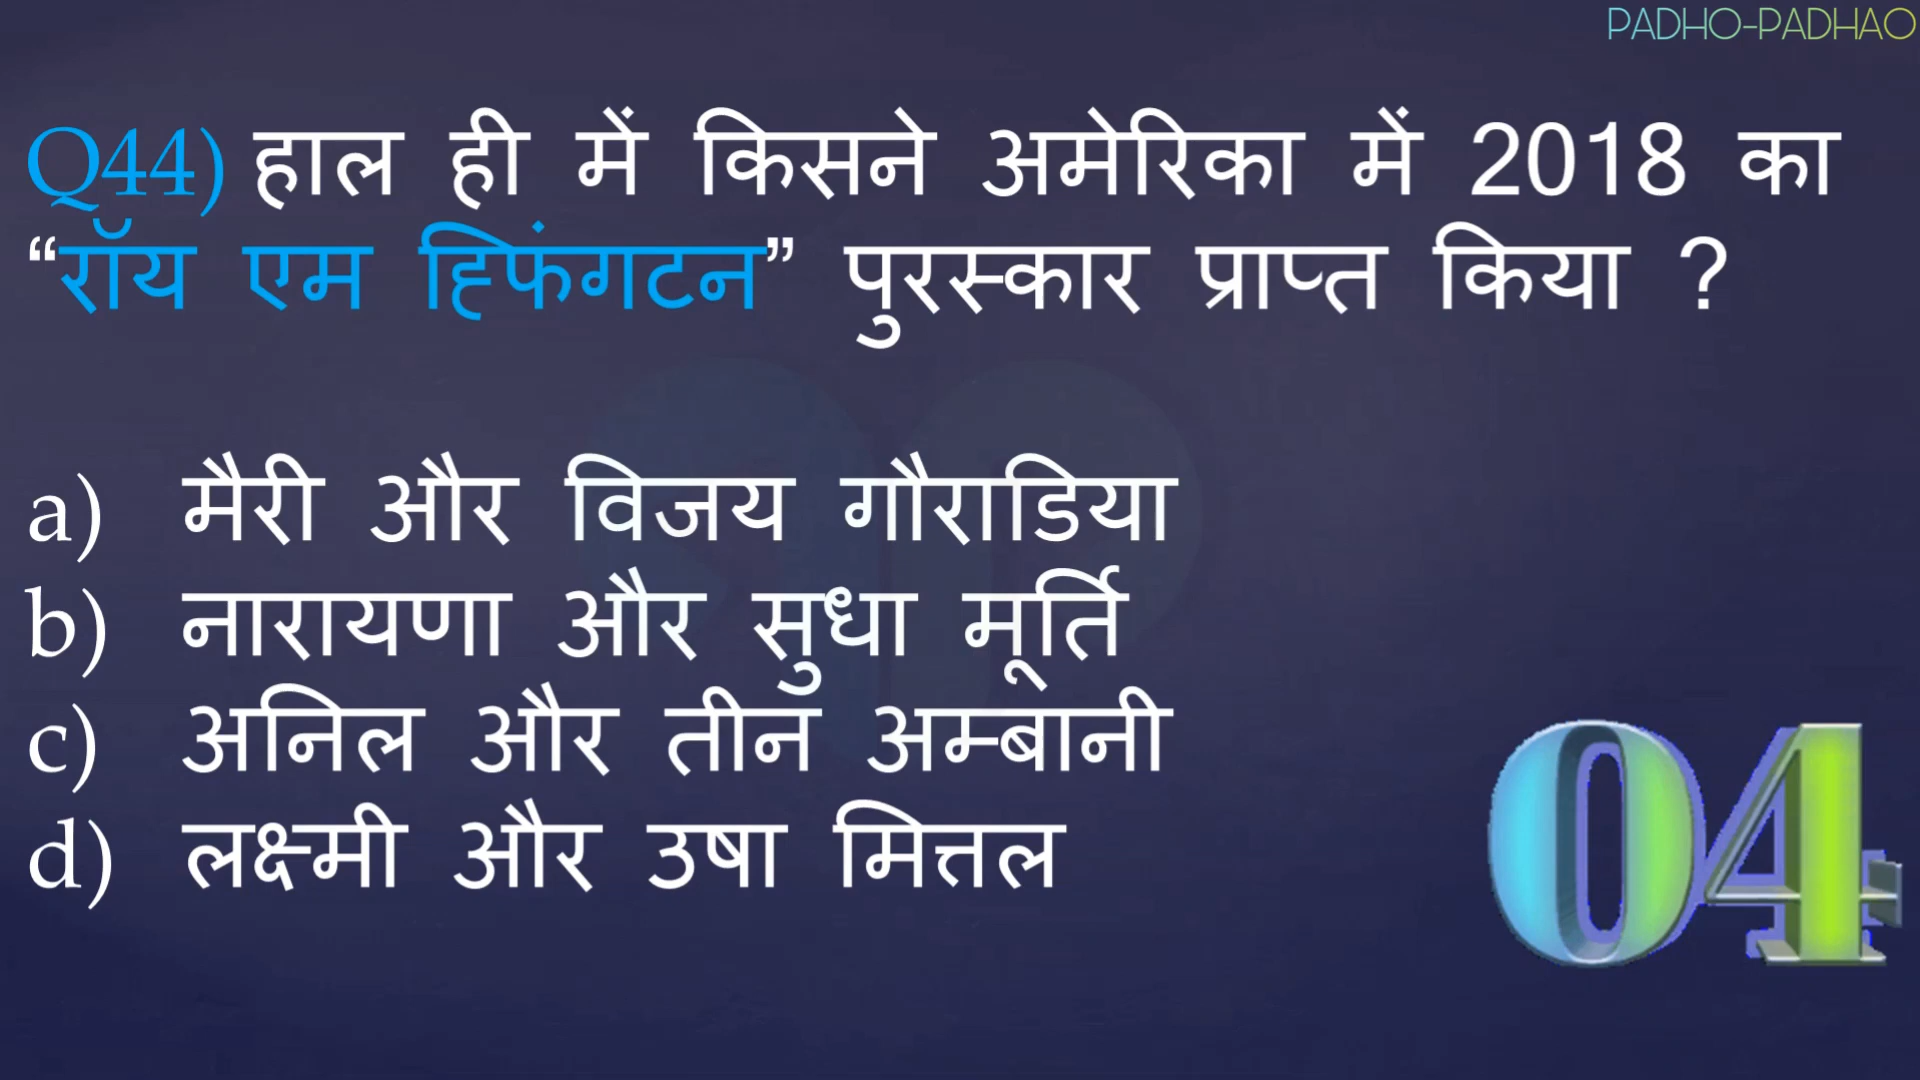 PADHO-PADHAO
Q44) हाल ही में किसने अमेरिका में 2018 का
“रॉय एम ह्फिंगटन” पुरस्कार प्राप्त किया ?
a) मैरी और विजय गौराडिया
b) नारायणा और सुधा मूर्ति
c) अनिल और तीन अम्बानी
d) लक्ष्मी और उषा मित्तल
04